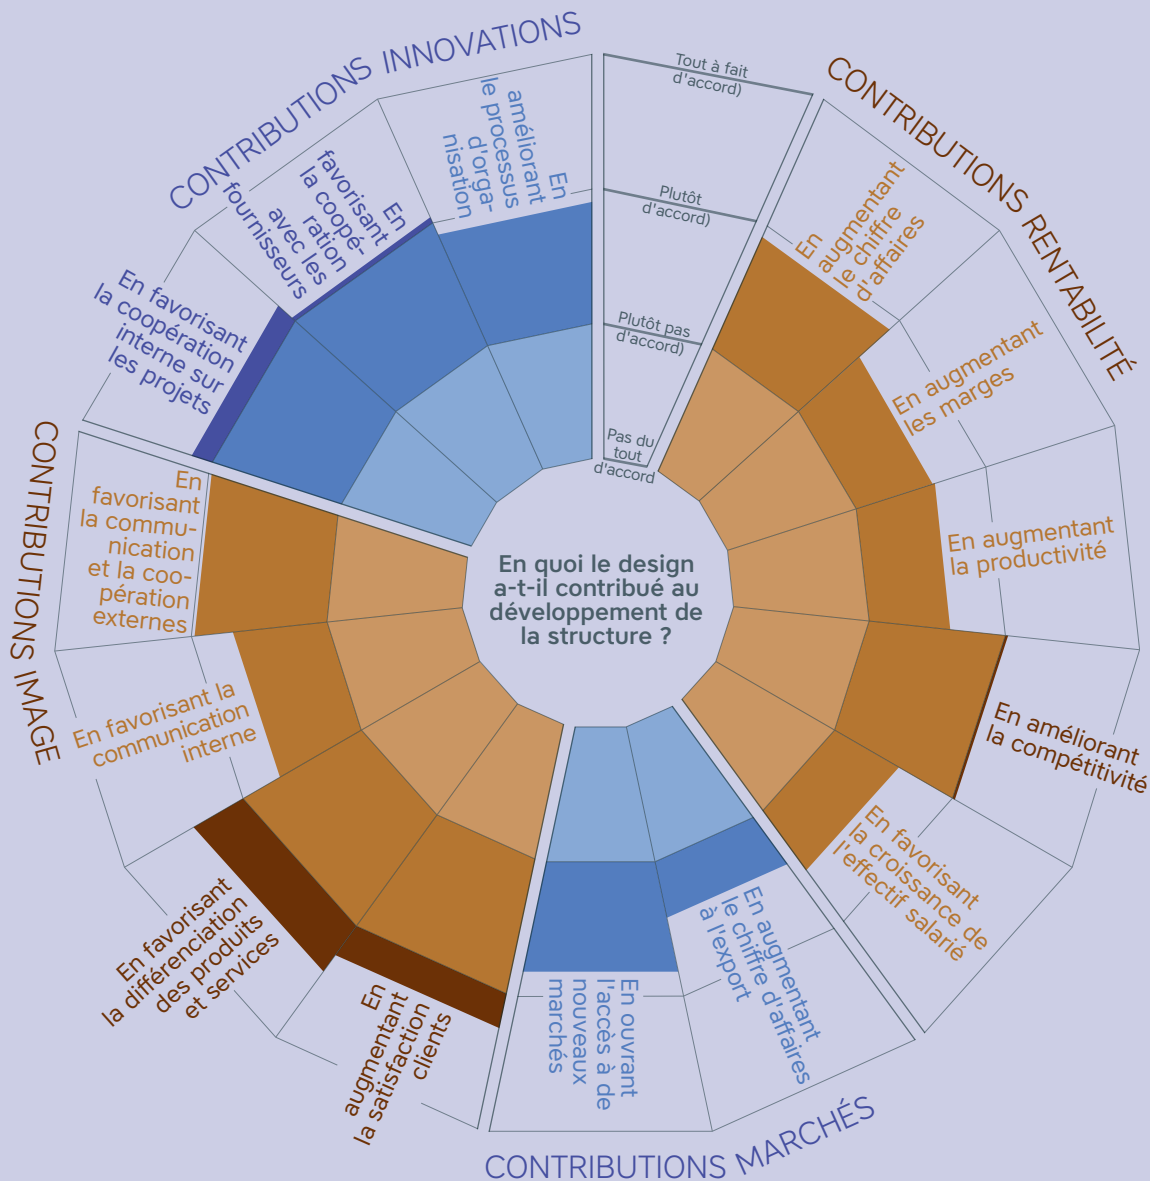 CONTRIBUTIONS INNOVATIONS
En favorisant
la coopération
interne sur
les projets
En
favorisant
la coopé-
ration
avec les
fournisseurs
En
améliorant
le processus
d'orga-
nisation
Tout à fait
d'accord)
Plutôt
d'accord)
Plutôt pas
d'accord)
Pas du
tout
d'accord
CONTRIBUTIONS RENTABILITÉ
En
augmentant
le chiffre
d'affaires
En augmentant
les marges
En augmentant
la productivité
En améliorant
la compétitivité
En favorisant
la croissance de
l'effectif salarié
CONTRIBUTIONS MARCHÉS
En augmentant
le chiffre d'affaires
à l'export
En ouvrant
l'accès à de
nouveaux
marchés
CONTRIBUTIONS IMAGE
En
augmentant
la satisfaction
clients
En favorisant
la différenciation
des produits
et services
En favorisant la
communication
interne
En
favorisant
la commu-
nication
et la coo-
pération
externes
En quoi le design
a-t-il contribué au
développement de
la structure ?